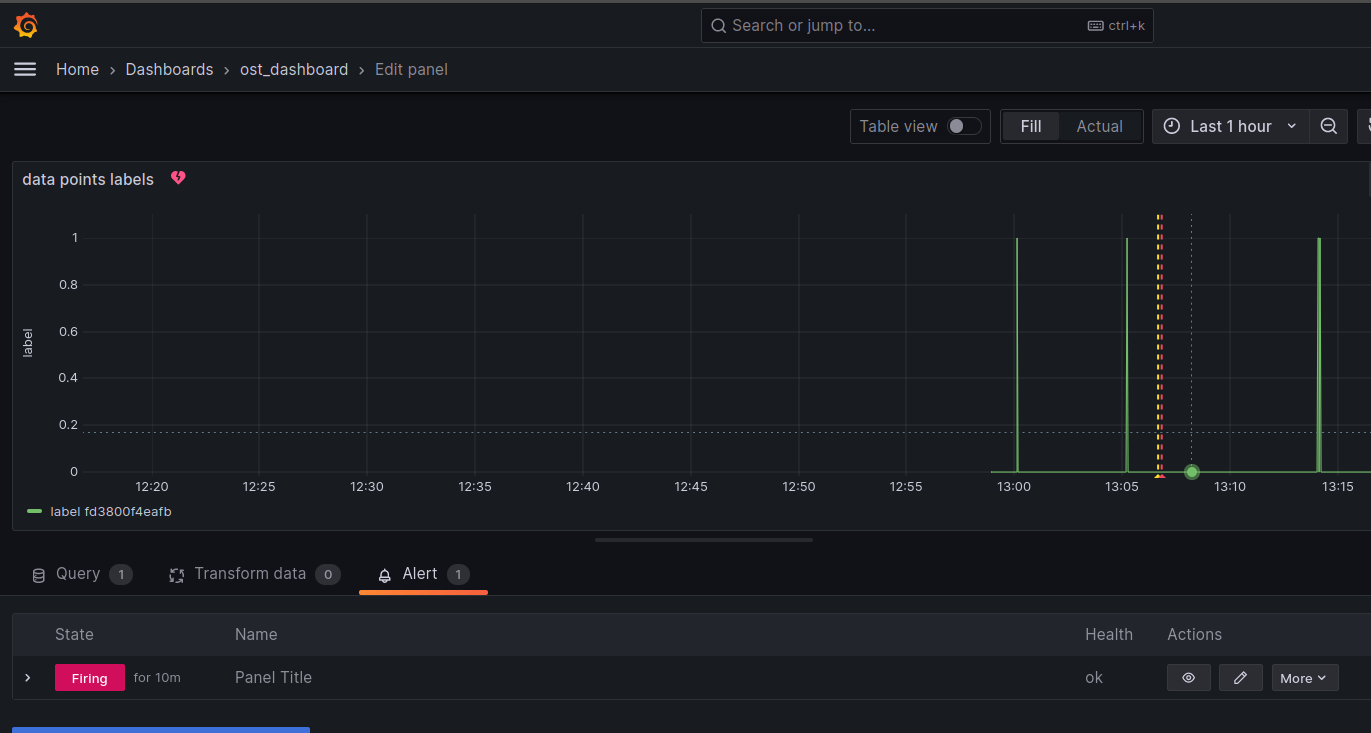 Search or jump to... ctrl+k
Home › Dashboards › ost_dashboard › Edit panel
Table view Fill Actual Last 1 hour
data points labels
1
0.8
0.6
0.4
0.2
0
label
12:20 12:25 12:30 12:35 12:40 12:45 12:50 12:55 13:00 13:05 13:10 13:15
label fd3800f4eafb
Query 1 Transform data 0 Alert 1
State Name Health Actions
Firing for 10m Panel Title ok More